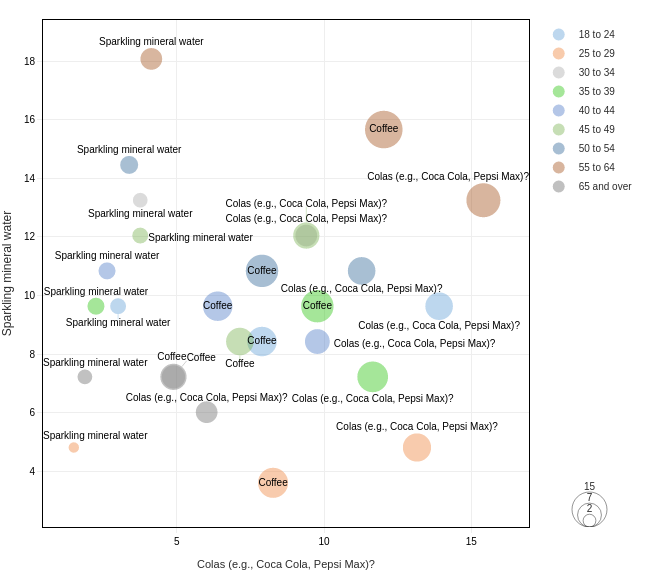 Sparkling mineral water
18 to 24
25 to 29
30 to 34
35 to 39
40 to 44
45 to 49
50 to 54
55 to 64
65 and over
18
16
14
12
10
8
6
4
Sparkling mineral water
Coffee
Sparkling mineral water
Colas (e.g., Coca Cola, Pepsi Max)?
Colas (e.g., Coca Cola, Pepsi Max)?
Sparkling mineral water
Colas (e.g., Coca Cola, Pepsi Max)?
Sparkling mineral water
Sparkling mineral water
Coffee
Colas (e.g., Coca Cola, Pepsi Max)?
Sparkling mineral water
Coffee
Coffee
Sparkling mineral water
Colas (e.g., Coca Cola, Pepsi Max)?
Coffee
Colas (e.g., Coca Cola, Pepsi Max)?
Coffee
Coffee
Coffee
Sparkling mineral water
Colas (e.g., Coca Cola, Pepsi Max)?
Colas (e.g., Coca Cola, Pepsi Max)?
Colas (e.g., Coca Cola, Pepsi Max)?
Sparkling mineral water
Coffee
15
7
2
5
10
15
Colas (e.g., Coca Cola, Pepsi Max)?